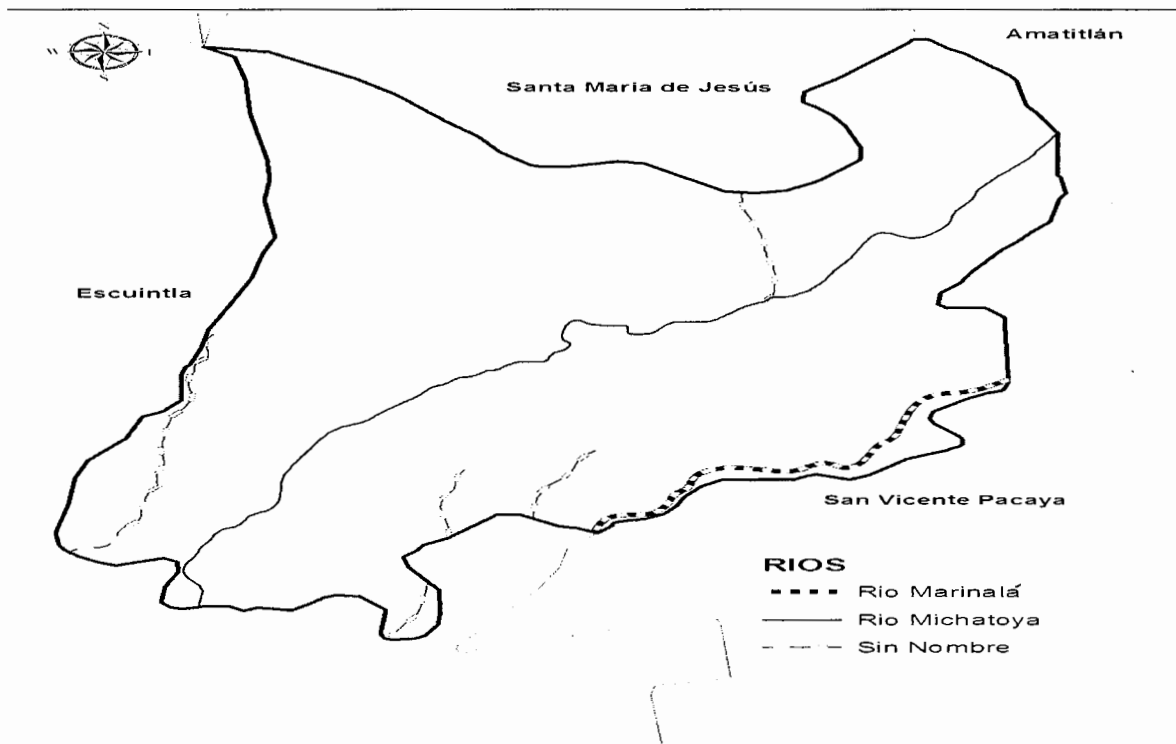 Amatitlán
Santa Maria de Jesús
Escuintla
San Vicente Pacaya
RIOS
Rio Marinalá
Rio Michatoya
Sin Nombre